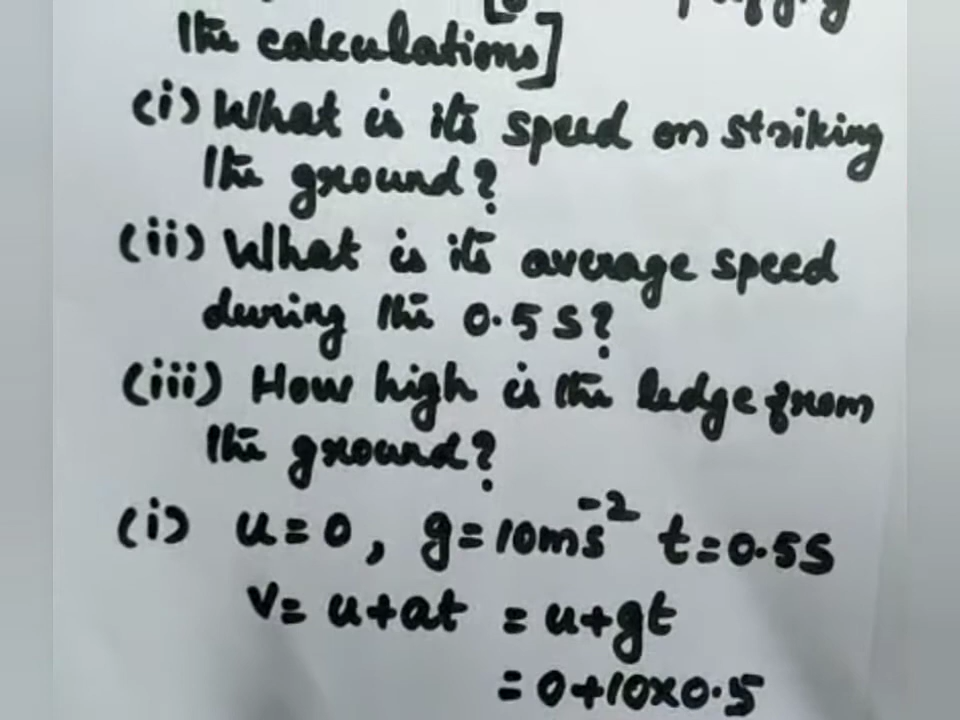 the calculations]
(i) What is its speed on striking
the ground?
(ii) What is its average speed
during the 0.5 s?
(iii) How high is the ledge from
the ground?
(i) u = 0, g = 10ms⁻² t = 0.5s
v = u + at = u + gt
= 0 + 10 × 0.5